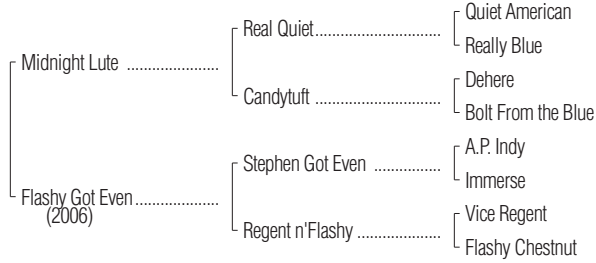 Quiet American
Real Quiet........................................
Really Blue
Midnight Lute ......................
Dehere
Candytuft ........................................
Bolt From the Blue
A.P. Indy
Stephen Got Even .....................
Immerse
Flashy Got Even....................
(2006)
Vice Regent
Regent n'Flashy .........................
Flashy Chestnut